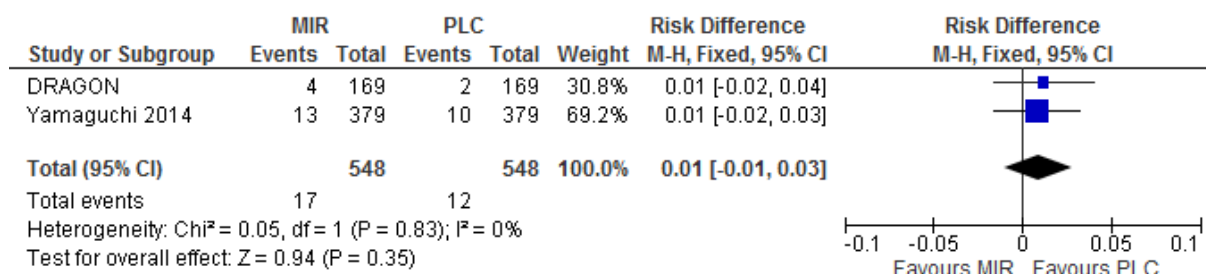 MIR PLC Risk Difference Risk Difference
Study or Subgroup Events Total Events Total Weight M-H, Fixed, 95% CI M-H, Fixed, 95% CI
DRAGON 4 169 2 169 30.8% 0.01 [-0.02, 0.04]
Yamaguchi 2014 13 379 10 379 69.2% 0.01 [-0.02, 0.03]
Total (95% CI) 548 548 100.0% 0.01 [-0.01, 0.03]
Total events 17 12
Heterogeneity: Chi² = 0.05, df = 1 (P = 0.83); I² = 0%
Test for overall effect: Z = 0.94 (P = 0.35)
-0.1 -0.05 0 0.05 0.1
Favours MIR Favours PLC